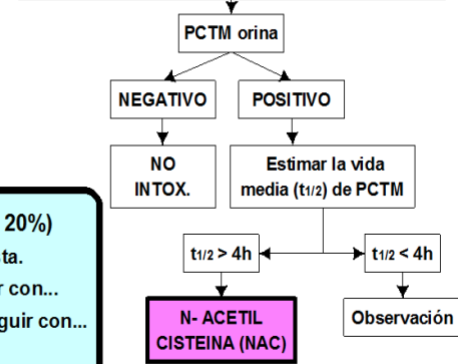 PCTM orina
NEGATIVO
POSITIVO
NO
INTOX.
Estimar la vida
media (t1/2) de PCTM
t1/2 > 4h
t1/2 < 4h
N- ACETIL
CISTEINA (NAC)
Observación
20%)
con...
guir con...